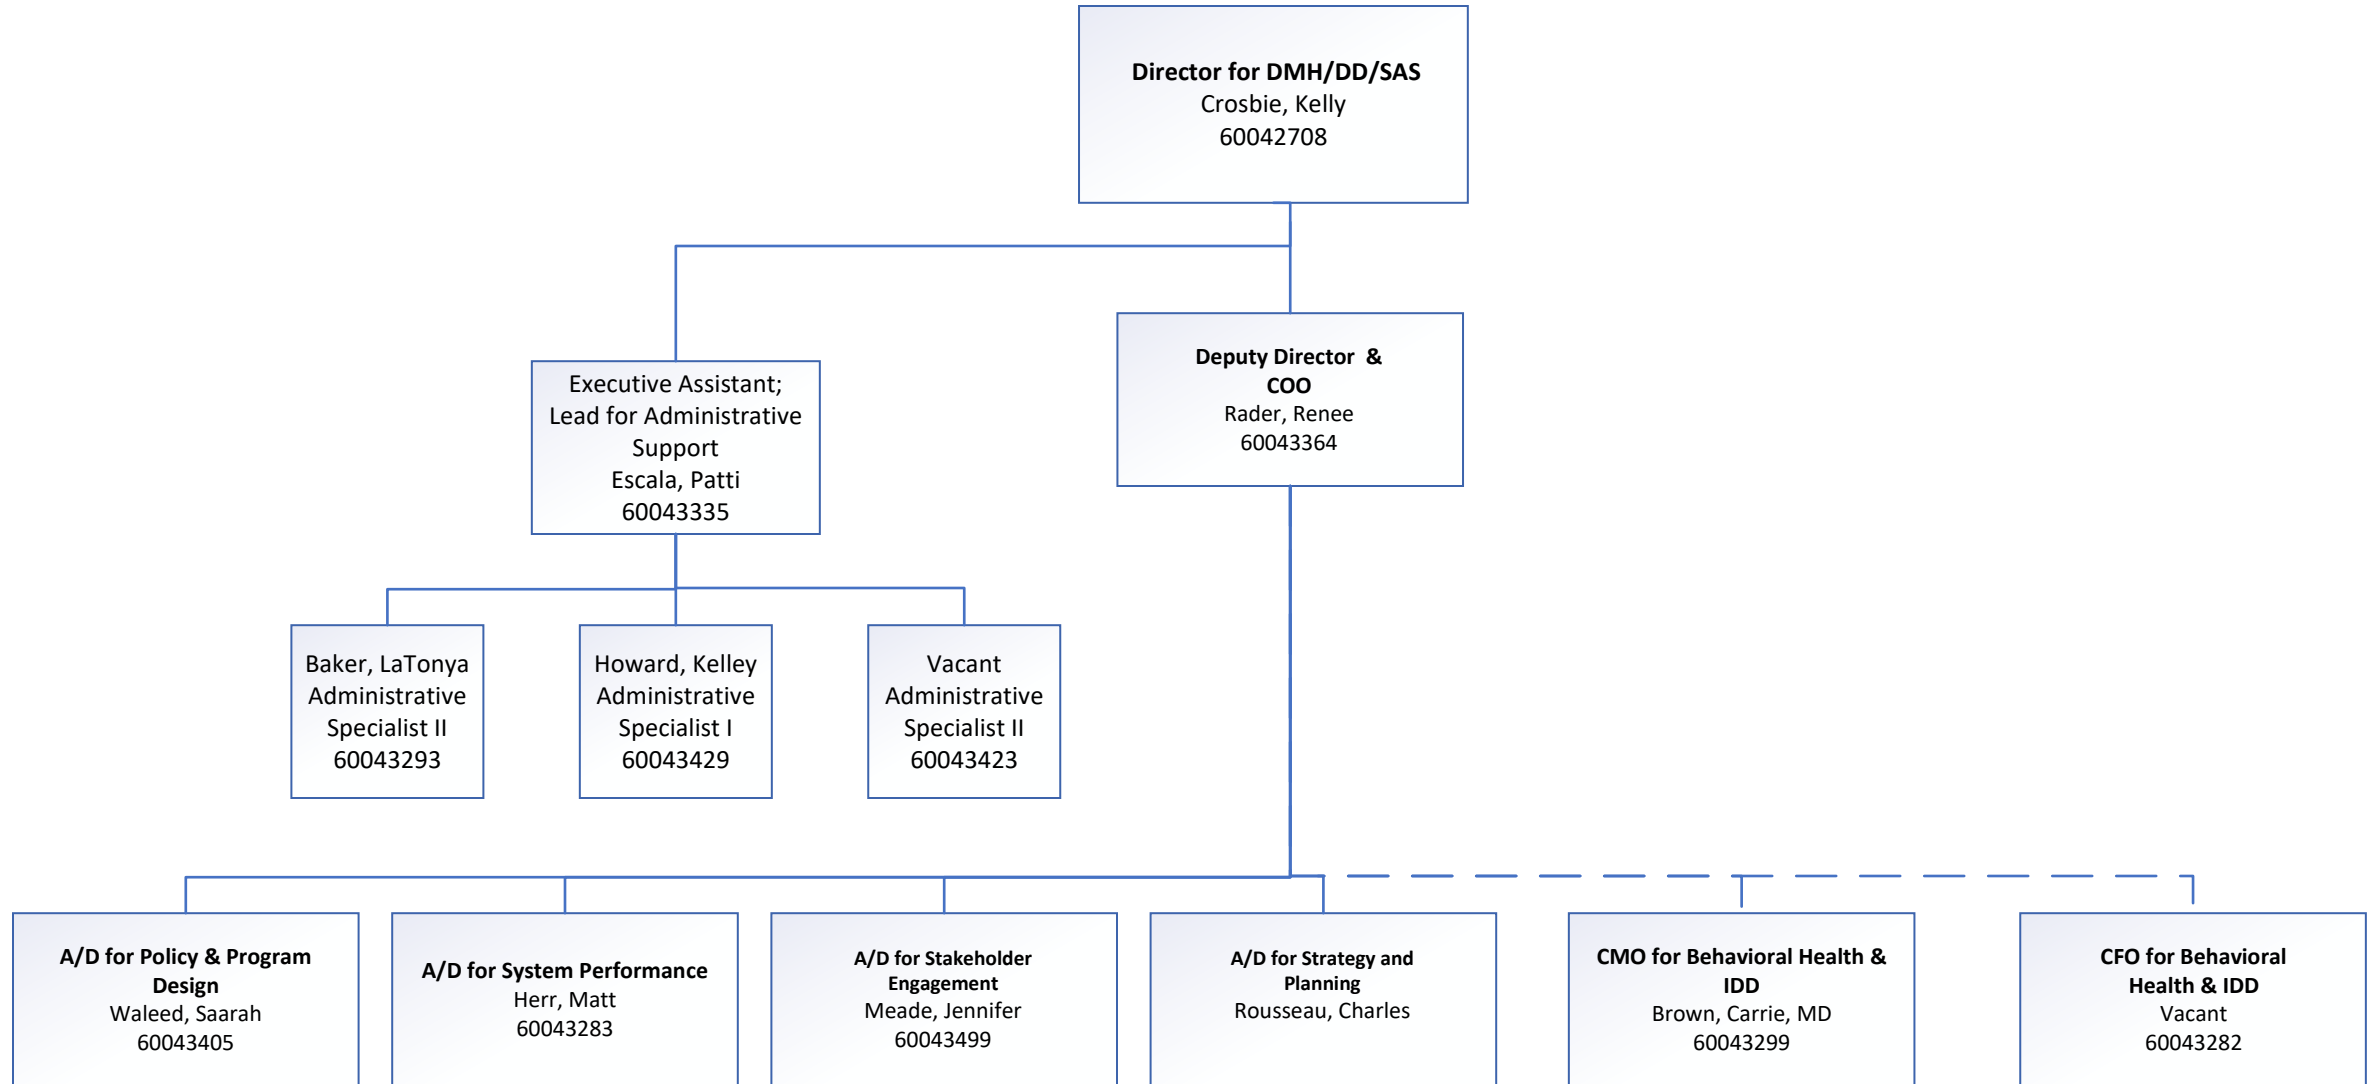 Director for DMH/DD/SAS
Crosbie, Kelly
60042708
Deputy Director &
COO
Rader, Renee
60043364
Executive Assistant;
Lead for Administrative
Support
Escala, Patti
60043335
Baker, LaTonya
Administrative
Specialist II
60043293
Howard, Kelley
Administrative
Specialist I
60043429
Vacant
Administrative
Specialist II
60043423
A/D for Policy & Program
Design
Waleed, Saarah
60043405
A/D for System Performance
Herr, Matt
60043283
A/D for Stakeholder
Engagement
Meade, Jennifer
60043499
A/D for Strategy and
Planning
Rousseau, Charles
CMO for Behavioral Health &
IDD
Brown, Carrie, MD
60043299
CFO for Behavioral
Health & IDD
Vacant
60043282